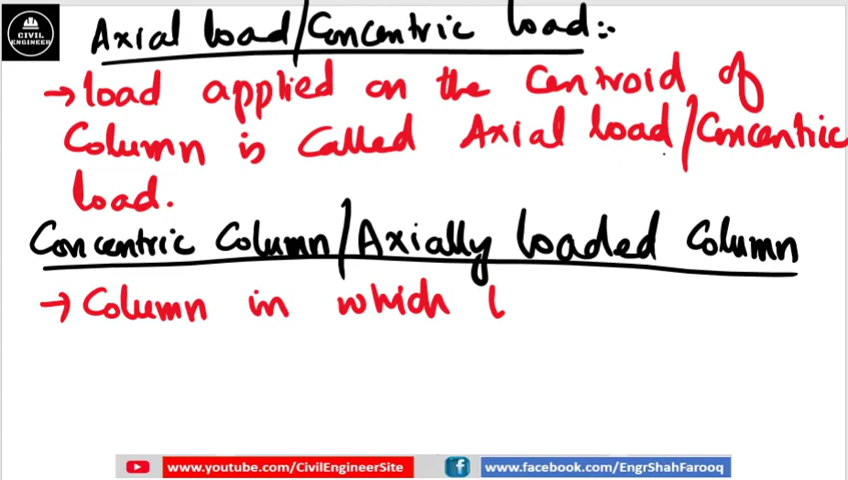 CIVIL
ENGINEER
Axial load/Concentric load:-
→ load applied on the Centroid of
Column is Called Axial load/Concentric
load.
Concentric Column/Axially loaded Column
→ Column in which l
www.youtube.com/CivilEngineerSite
f www.facebook.com/EngrShahFarooq